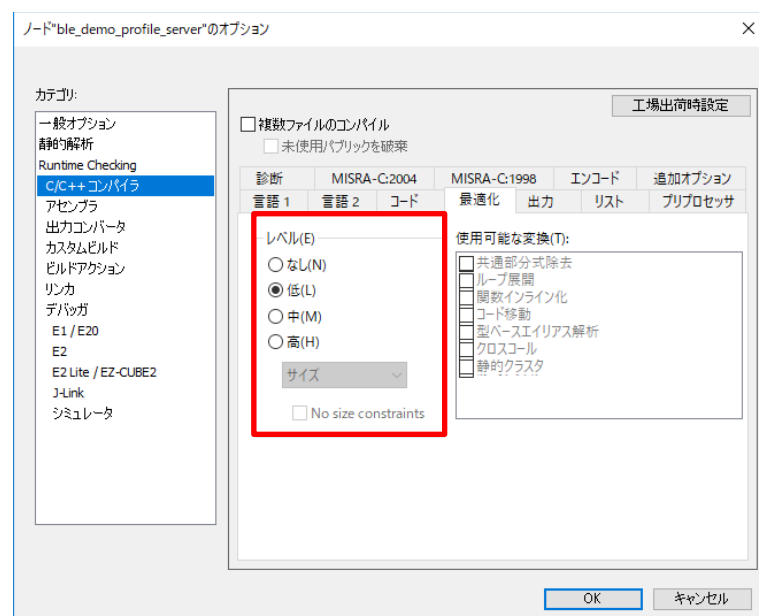 ノード"ble_demo_profile_server"のオプション
カテゴリ:
工場出荷時設定
一般オプション
静的解析
Runtime Checking
C/C++ コンパイラ
アセンブラ
出力コンバータ
カスタムビルド
ビルドアクション
リンカ
デバッガ
E1 / E20
E2
E2 Lite / EZ-CUBE2
J-Link
シミュレータ
複数ファイルのコンパイル
未使用パブリックを破棄
診断 MISRA-C:2004 MISRA-C:1998 エンコード 追加オプション
言語 1 言語 2 コード 最適化 出力 リスト プリプロセッサ
レベル(E)
なし(N)
低(L)
中(M)
高(H)
サイズ
No size constraints
使用可能な変換(T):
共通部分式除去
ループ展開
関数インライン化
コード移動
型ベースエイリアス解析
クロスコール
静的クラスタ
OK キャンセル